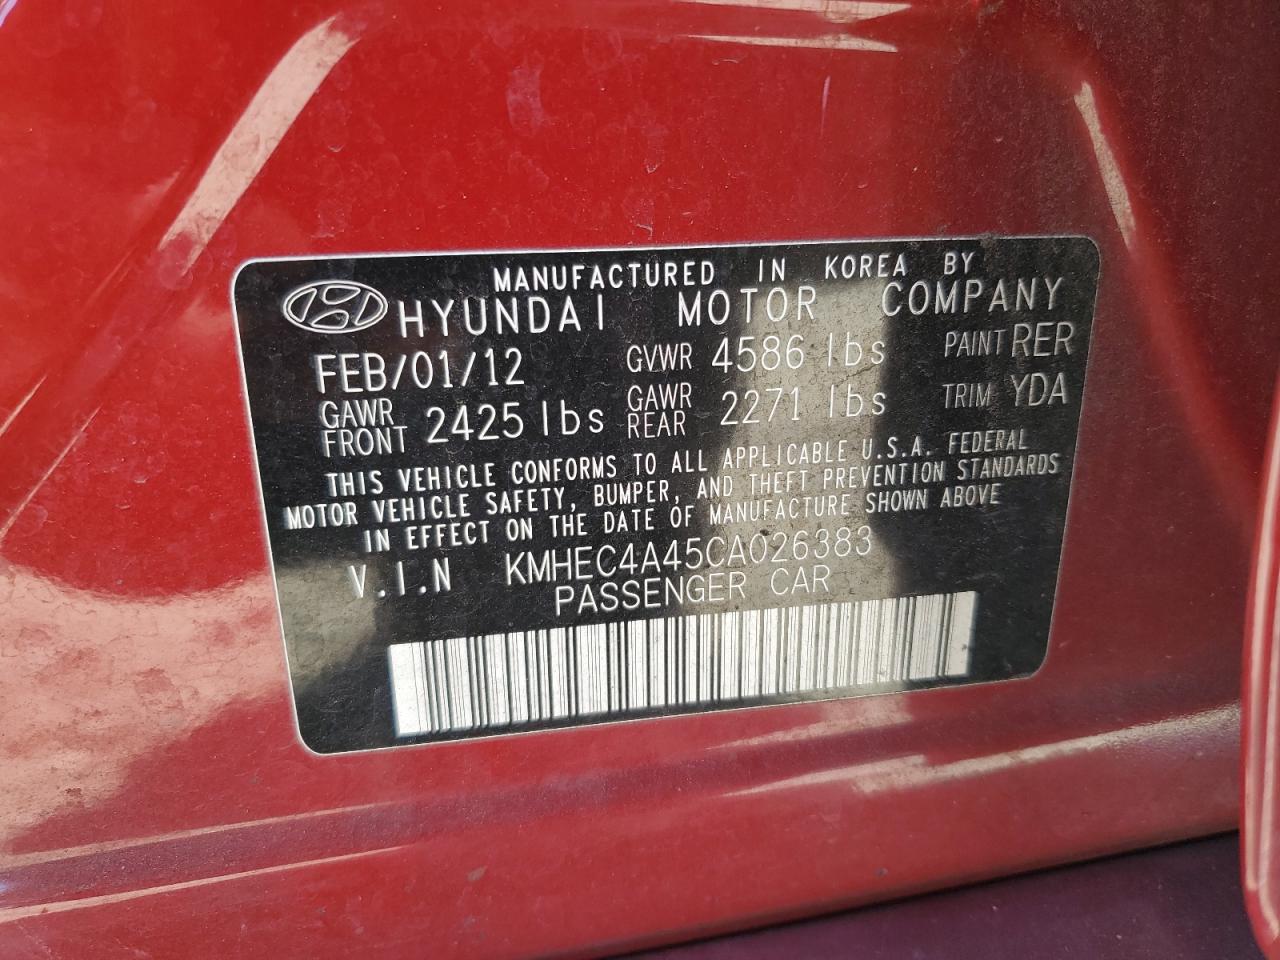 MANUFACTURED IN KOREA BY
HYUNDAI MOTOR COMPANY
FEB/01/12 GVWR 4586 lbs PAINT RER
GAWR FRONT 2425 lbs GAWR REAR 2271 lbs TRIM YDA
THIS VEHICLE CONFORMS TO ALL APPLICABLE U.S.A. FEDERAL
MOTOR VEHICLE SAFETY, BUMPER, AND THEFT PREVENTION STANDARDS
IN EFFECT ON THE DATE OF MANUFACTURE SHOWN ABOVE
V.I.N KMHEC4A45CA026383
PASSENGER CAR